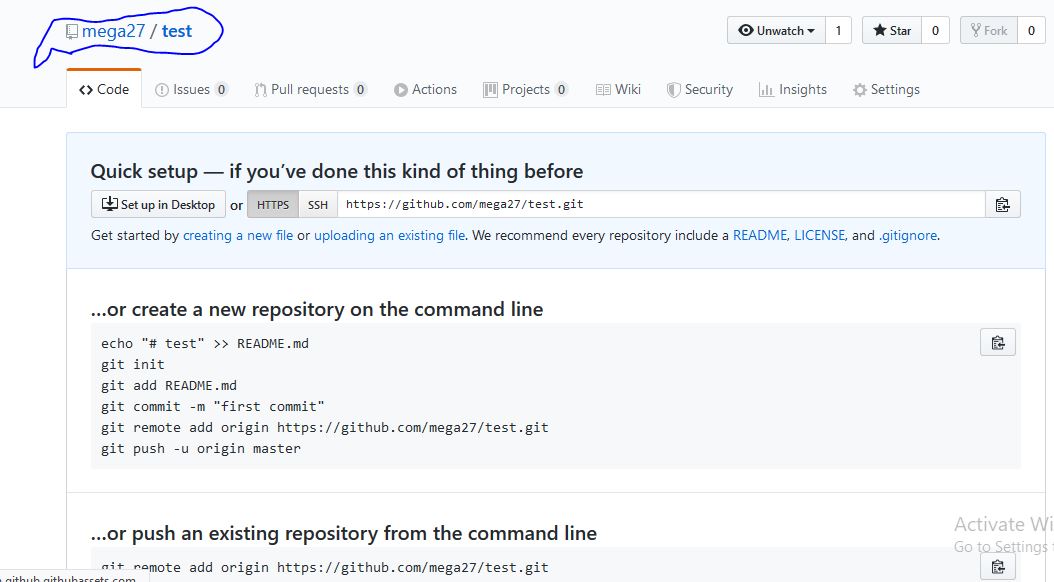 mega27 / test
Unwatch 1 Star 0 Fork 0
Code Issues 0 Pull requests 0 Actions Projects 0 Wiki Security Insights Settings
Quick setup — if you’ve done this kind of thing before
Set up in Desktop or HTTPS SSH https://github.com/mega27/test.git
Get started by creating a new file or uploading an existing file. We recommend every repository include a README, LICENSE, and .gitignore.
…or create a new repository on the command line
echo "# test" >> README.md
git init
git add README.md
git commit -m "first commit"
git remote add origin https://github.com/mega27/test.git
git push -u origin master
…or push an existing repository from the command line
Activate Wi
Go to Settings
git remote add origin https://github.com/mega27/test.git
github.githubassets.com